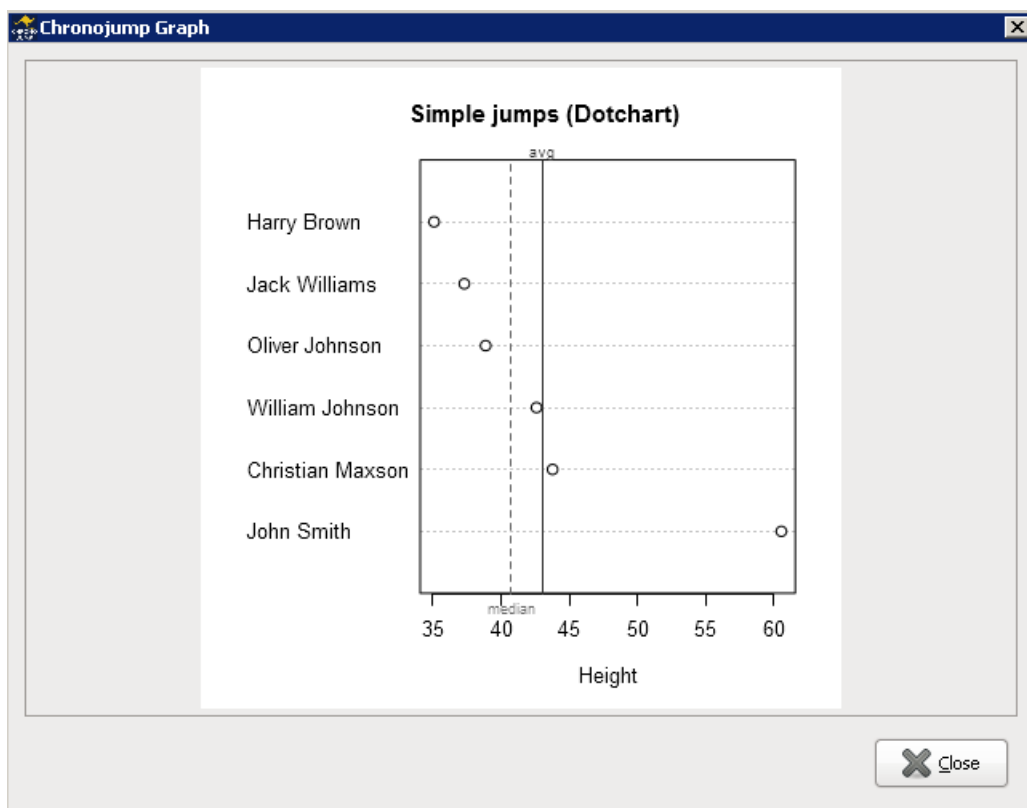 Chronojump Graph
Simple jumps (Dotchart)
avg
Harry Brown
Jack Williams
Oliver Johnson
William Johnson
Christian Maxson
John Smith
median
35 40 45 50 55 60
Height
Close